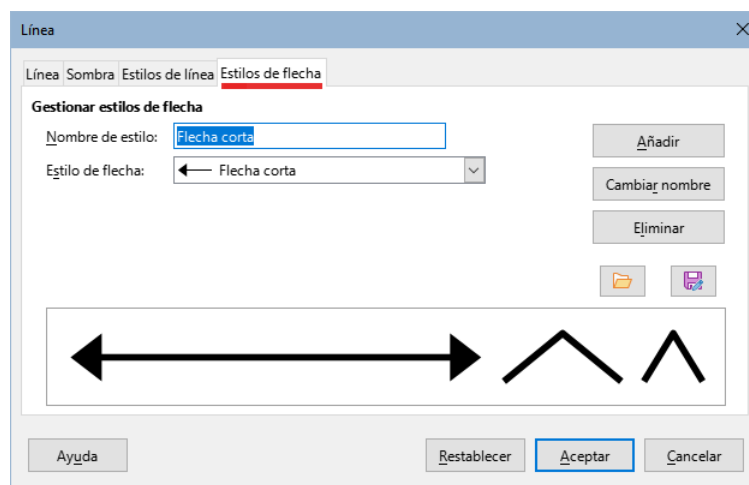 Línea
Línea Sombra Estilos de línea Estilos de flecha
Gestionar estilos de flecha
Nombre de estilo: Flecha corta
Añadir
Estilo de flecha: Flecha corta
Cambiar nombre
Eliminar
Ayuda Restablecer Aceptar Cancelar